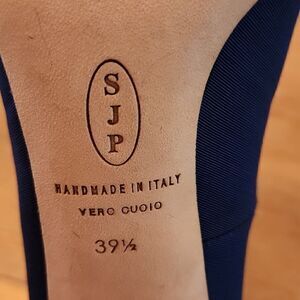 S
J
P
HANDMADE IN ITALY
VERO CUOIO
39½